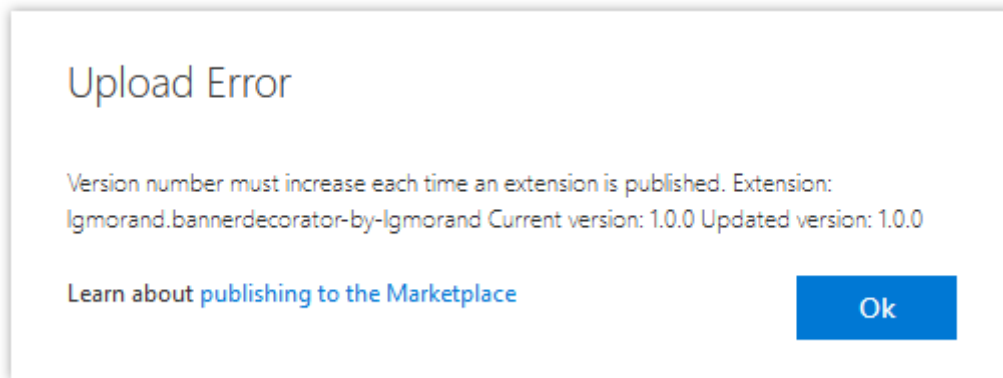 Upload Error
Version number must increase each time an extension is published. Extension:
lgmorand.bannerdecorator-by-lgmorand Current version: 1.0.0 Updated version: 1.0.0
Learn about publishing to the Marketplace
Ok